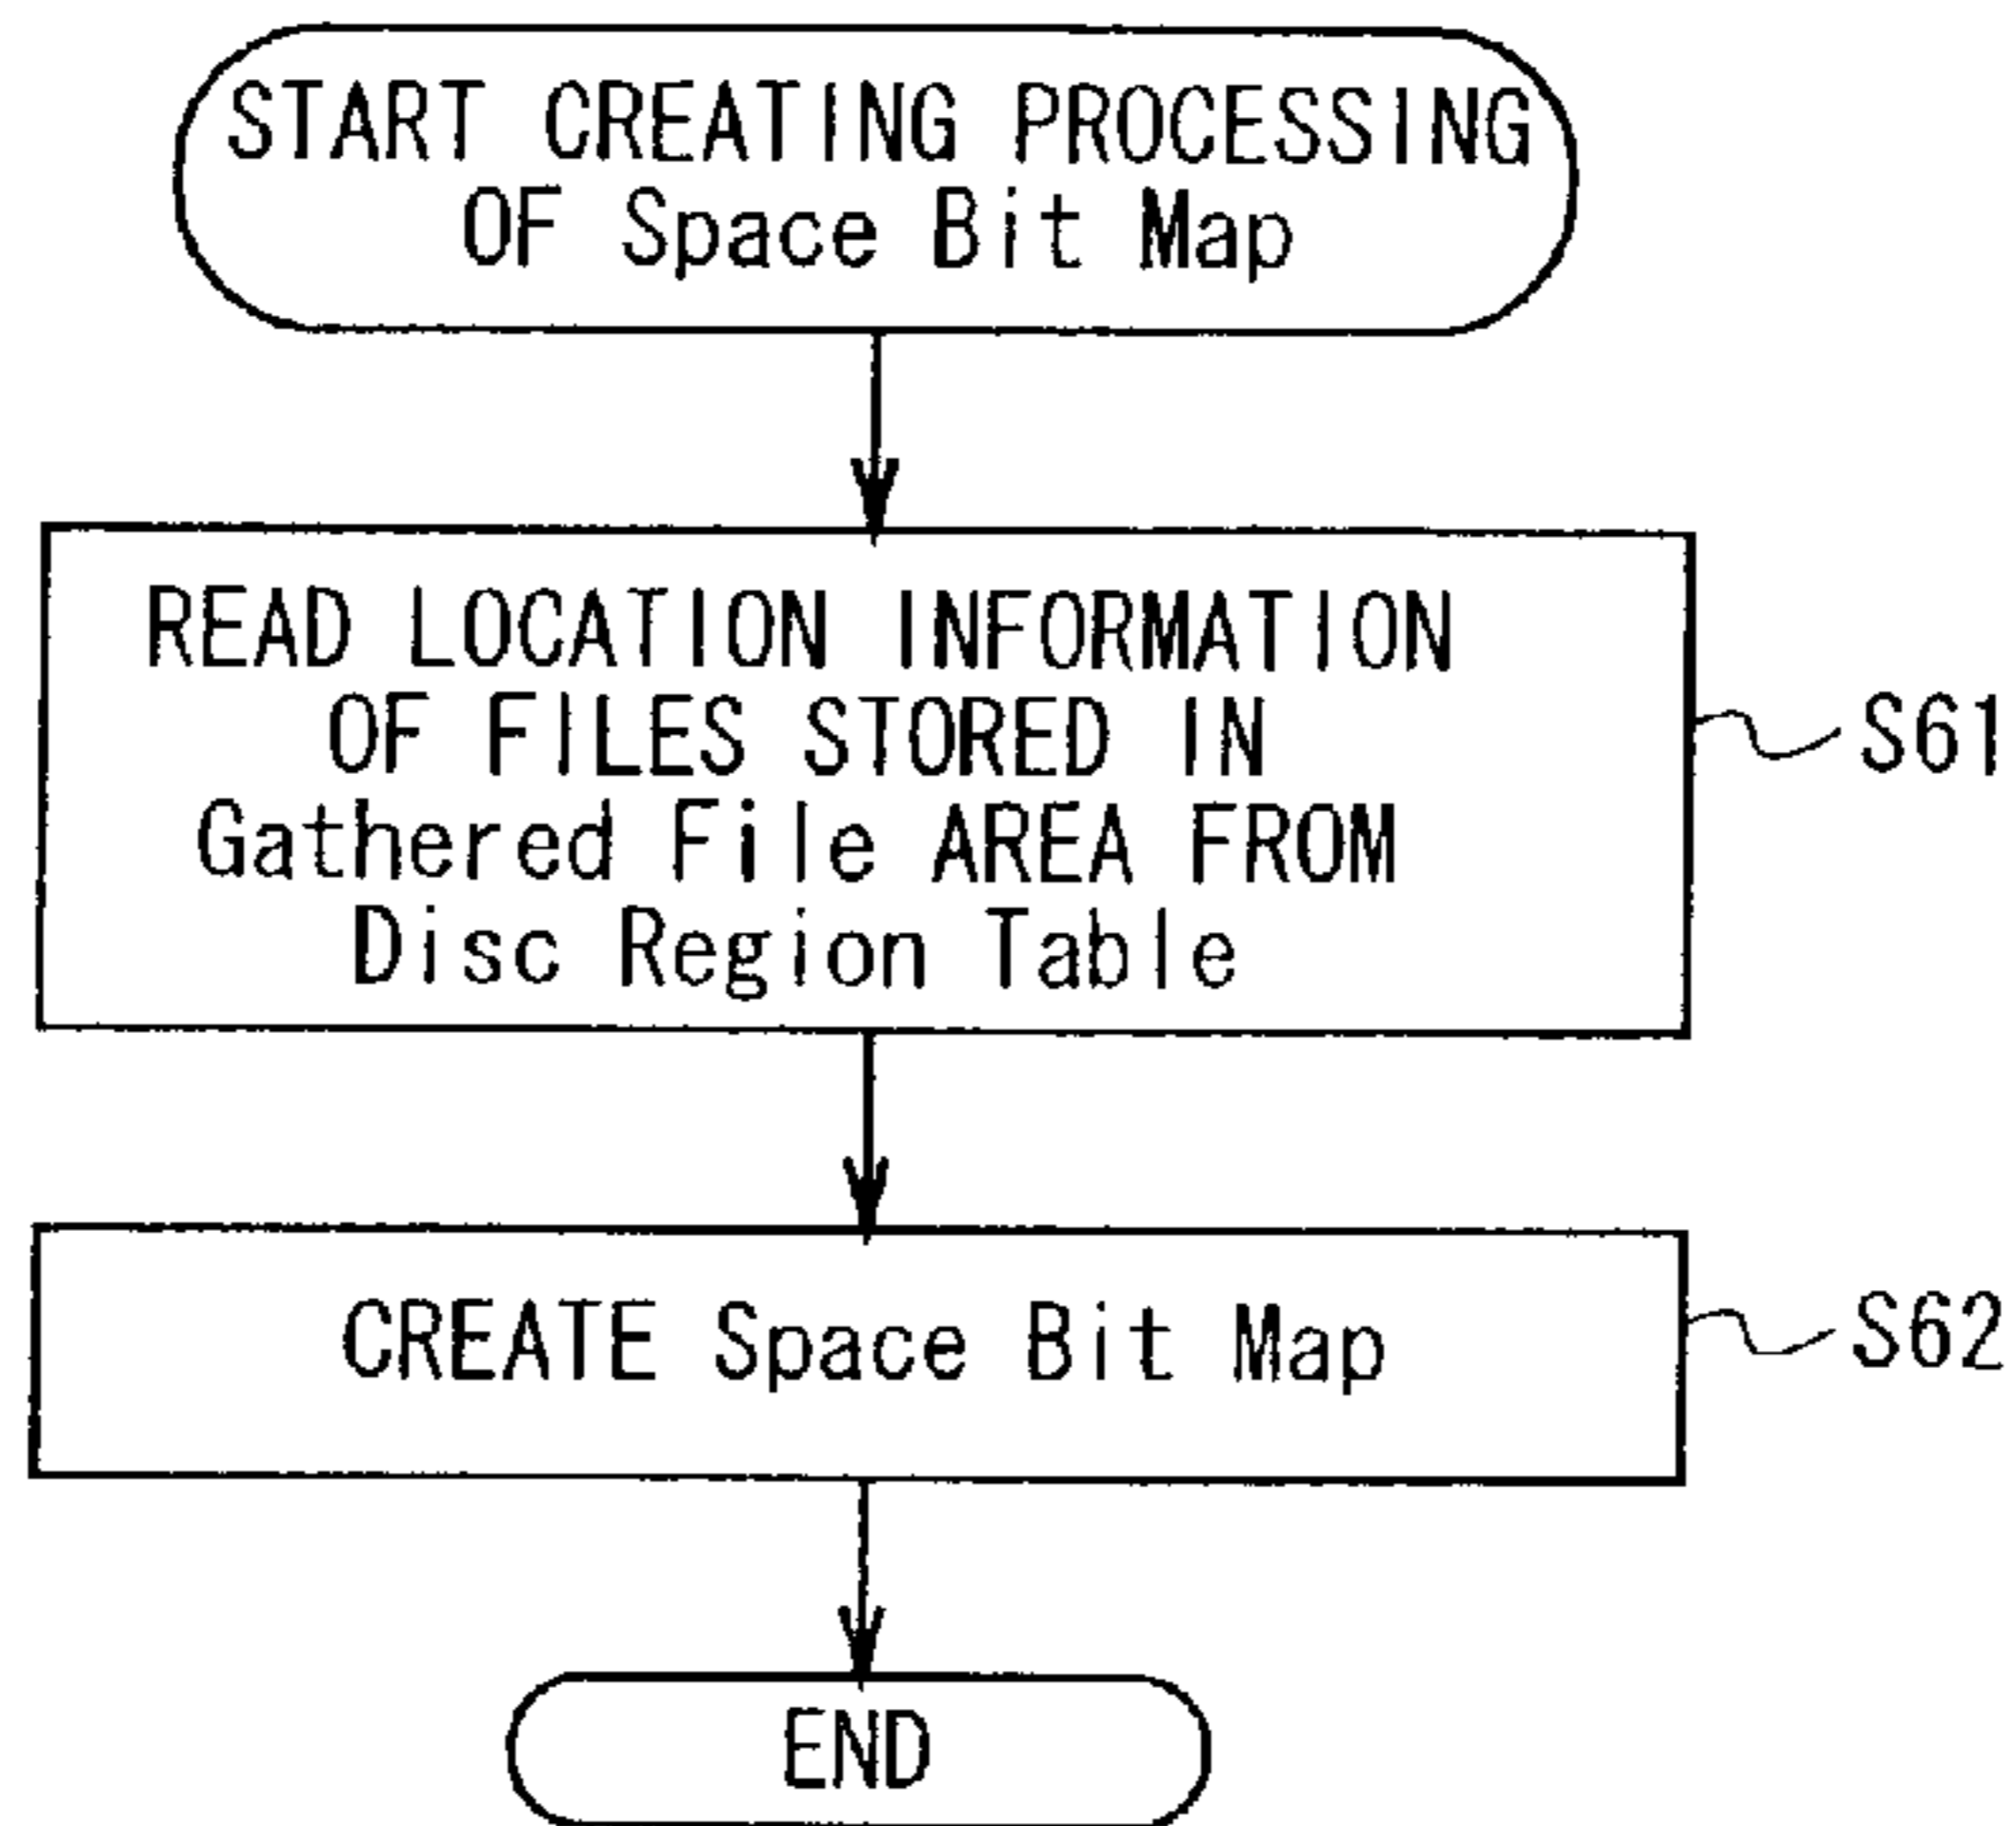 START CREATING PROCESSING
OF Space Bit Map
READ LOCATION INFORMATION
OF FILES STORED IN
Gathered File AREA FROM
Disc Region Table
S61
CREATE Space Bit Map
S62
END